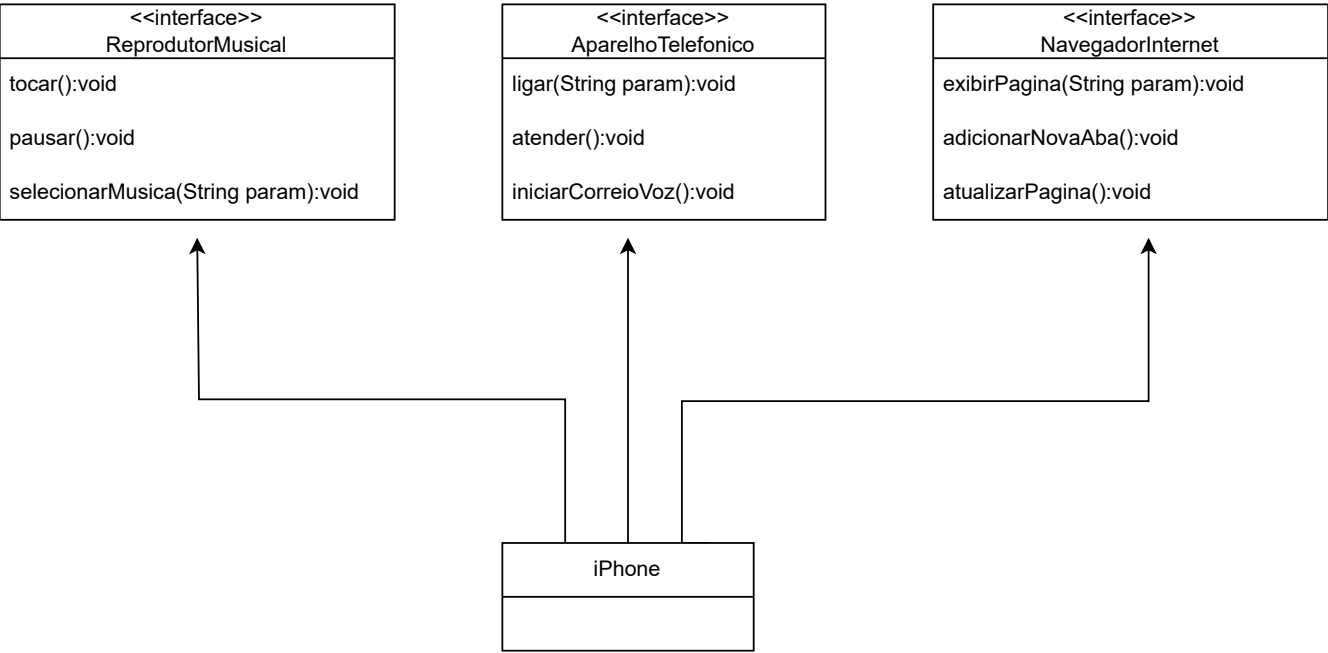 <<interface>>
ReprodutorMusical
tocar():void
pausar():void
selecionarMusica(String param):void
<<interface>>
AparelhoTelefonico
ligar(String param):void
atender():void
iniciarCorreioVoz():void
<<interface>>
NavegadorInternet
exibirPagina(String param):void
adicionarNovaAba():void
atualizarPagina():void
iPhone